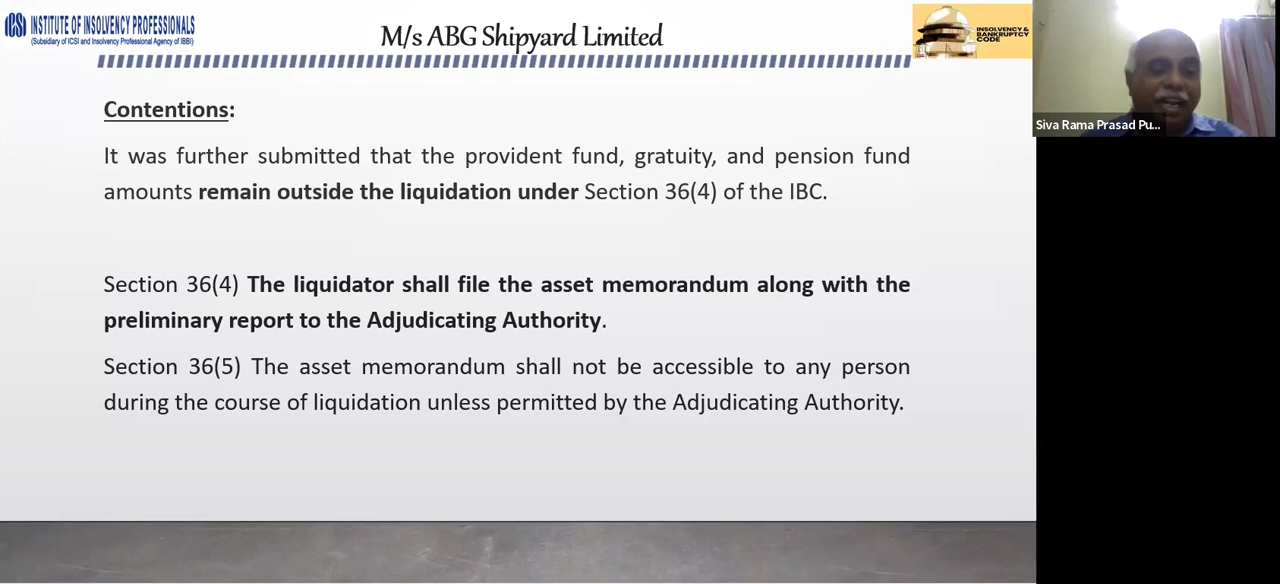 ICSI INSTITUTE OF INSOLVENCY PROFESSIONALS
(Subsidiary of ICSI and Insolvency Professional Agency of IBBI)
M/s ABG Shipyard Limited
INSOLVENCY &
BANKRUPTCY
CODE
Siva Rama Prasad Pu...
Contentions:
It was further submitted that the provident fund, gratuity, and pension fund
amounts remain outside the liquidation under Section 36(4) of the IBC.
Section 36(4) The liquidator shall file the asset memorandum along with the
preliminary report to the Adjudicating Authority.
Section 36(5) The asset memorandum shall not be accessible to any person
during the course of liquidation unless permitted by the Adjudicating Authority.